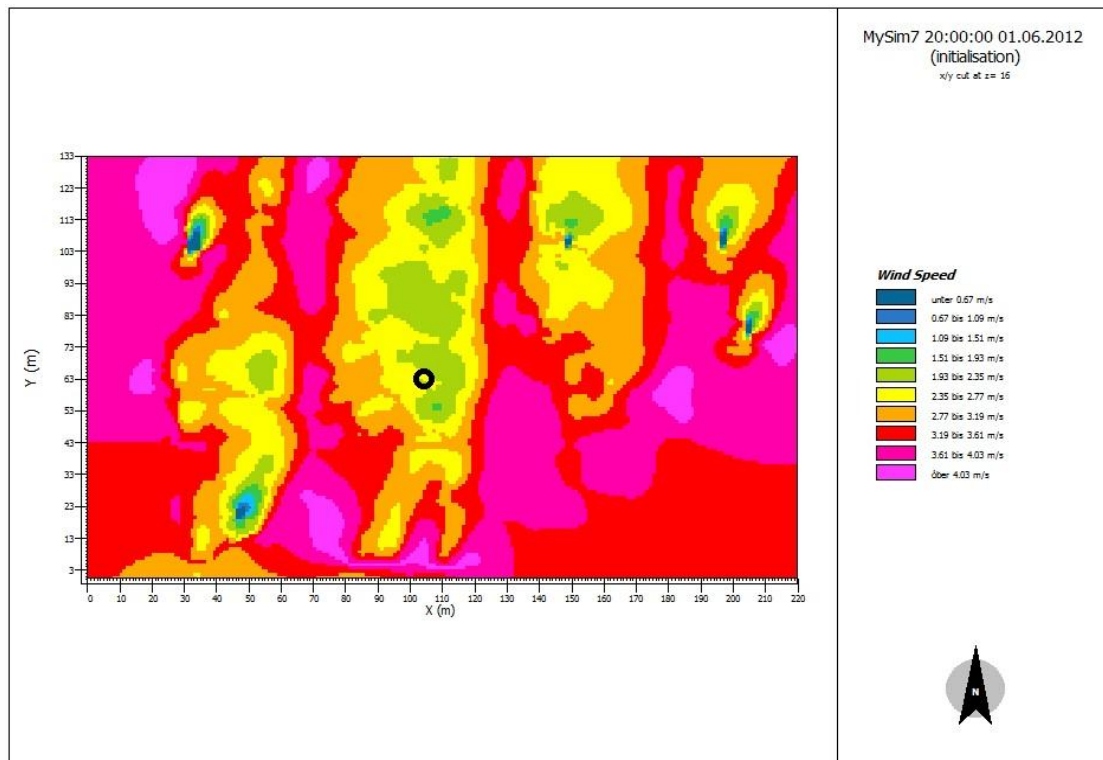 MySim7 20:00:00 01.06.2012
(initialisation)
x/y cut at z= 16
133
123
113
103
93
83
73
63
53
43
33
23
13
3
Y (m)
0 10 20 30 40 50 60 70 80 90 100 110 120 130 140 150 160 170 180 190 200 210 220
X (m)
Wind Speed
unter 0.67 m/s
0.67 bis 1.09 m/s
1.09 bis 1.51 m/s
1.51 bis 1.93 m/s
1.93 bis 2.35 m/s
2.35 bis 2.77 m/s
2.77 bis 3.19 m/s
3.19 bis 3.61 m/s
3.61 bis 4.03 m/s
öber 4.03 m/s
N